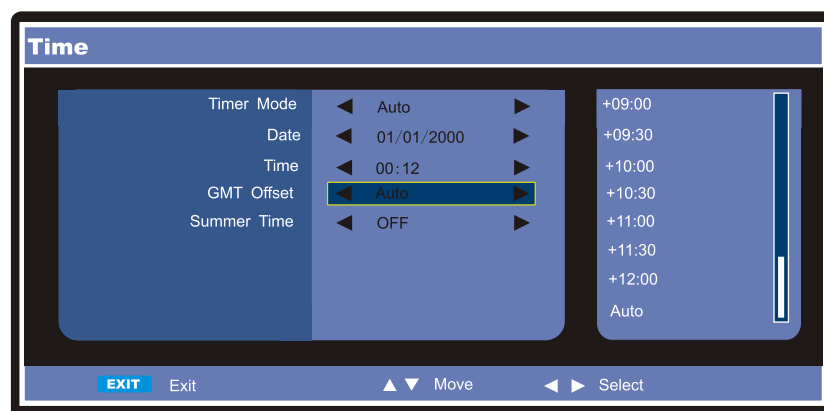 Time
Timer Mode ◀ Auto ▶
Date ◀ 01/01/2000 ▶
Time ◀ 00:12 ▶
GMT Offset ◀ Auto ▶
Summer Time ◀ OFF ▶
+09:00
+09:30
+10:00
+10:30
+11:00
+11:30
+12:00
Auto
EXIT Exit ▲ ▼ Move ◀ ▶ Select